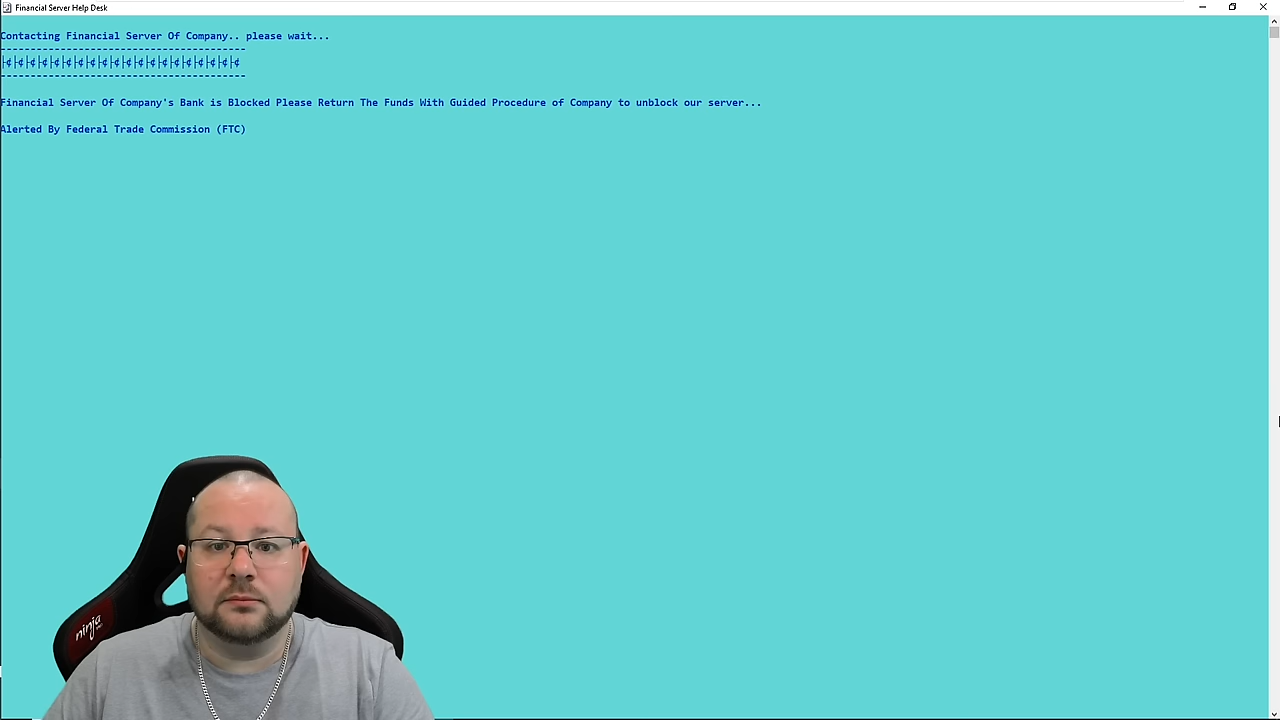 Financial Server Help Desk
Contacting Financial Server Of Company.. please wait...
-----------------------------------------
|¢|¢|¢|¢|¢|¢|¢|¢|¢|¢|¢|¢|¢|¢|¢|¢|¢|¢|¢|¢
-----------------------------------------
Financial Server Of Company's Bank is Blocked Please Return The Funds With Guided Procedure of Company to unblock our server...
Alerted By Federal Trade Commission (FTC)
ninja